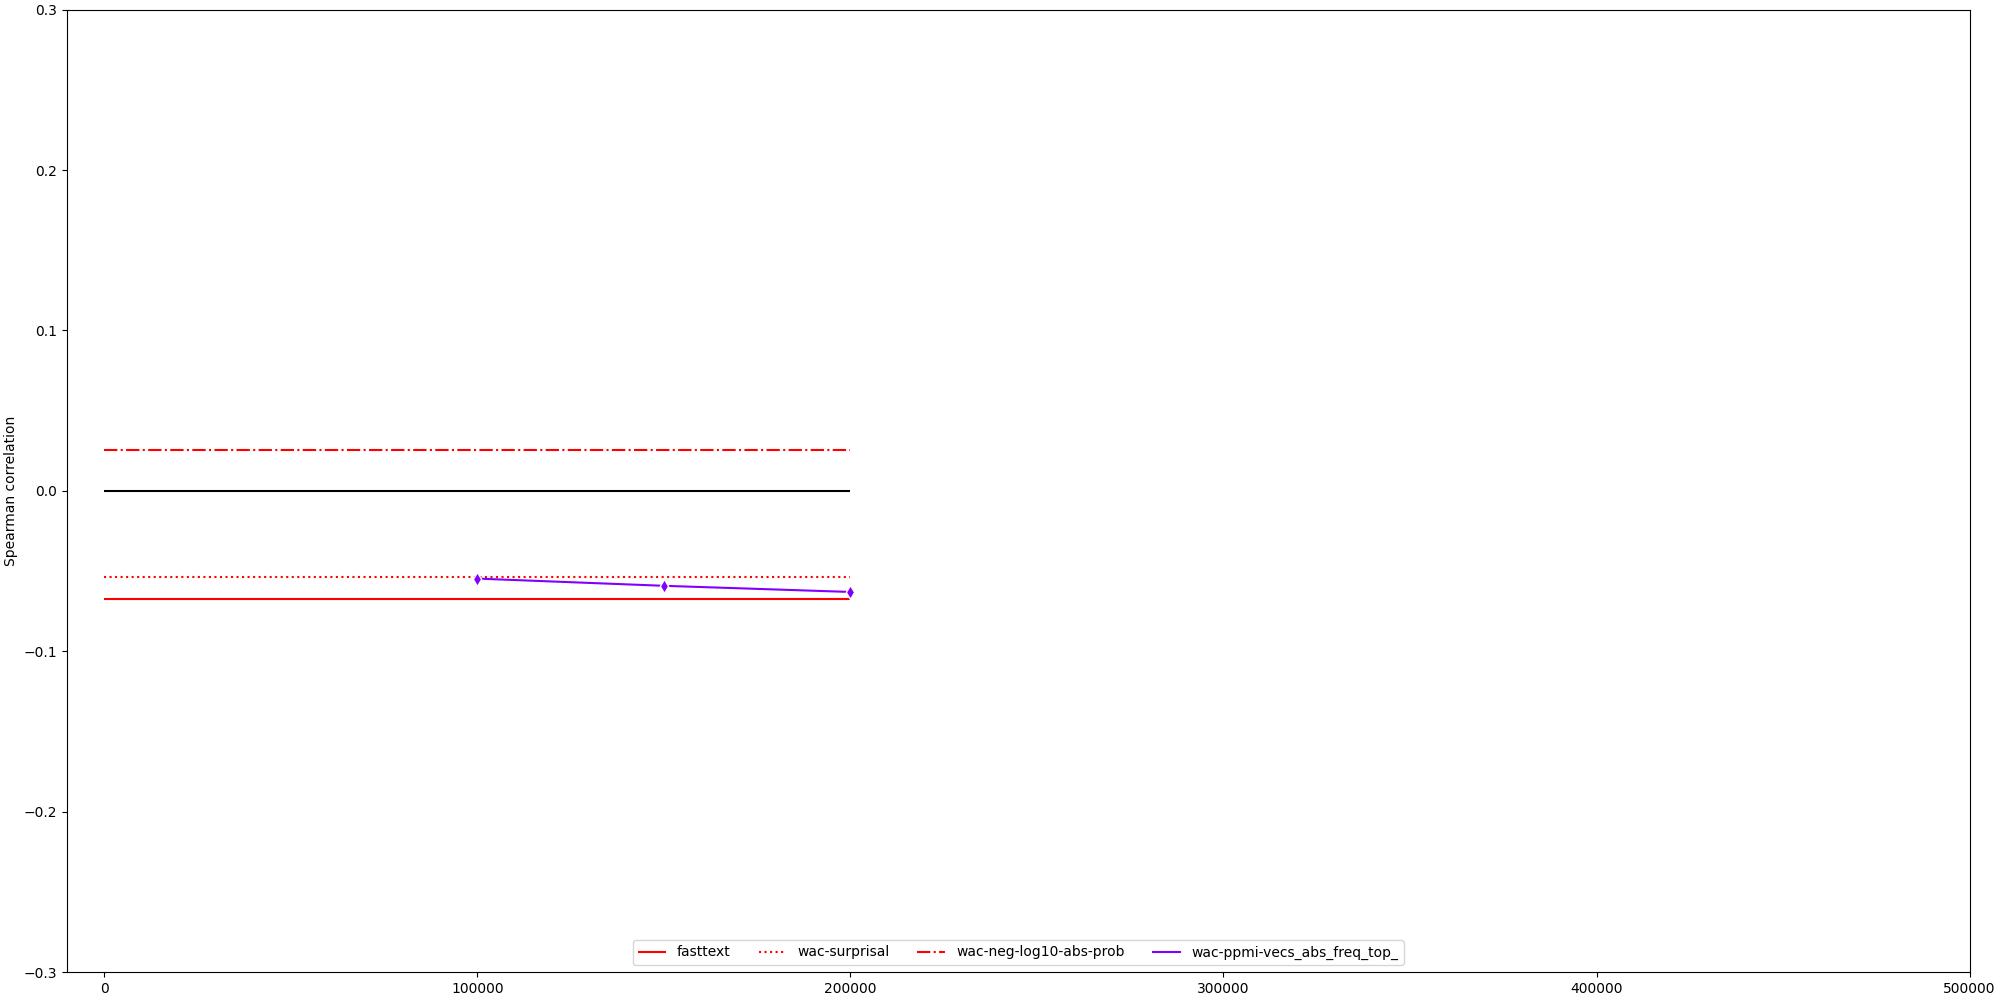 0.3
0.2
0.1
0.0
−0.1
−0.2
−0.3
Spearman correlation
fasttext wac-surprisal wac-neg-log10-abs-prob wac-ppmi-vecs_abs_freq_top_
0 100000 200000 300000 400000 500000